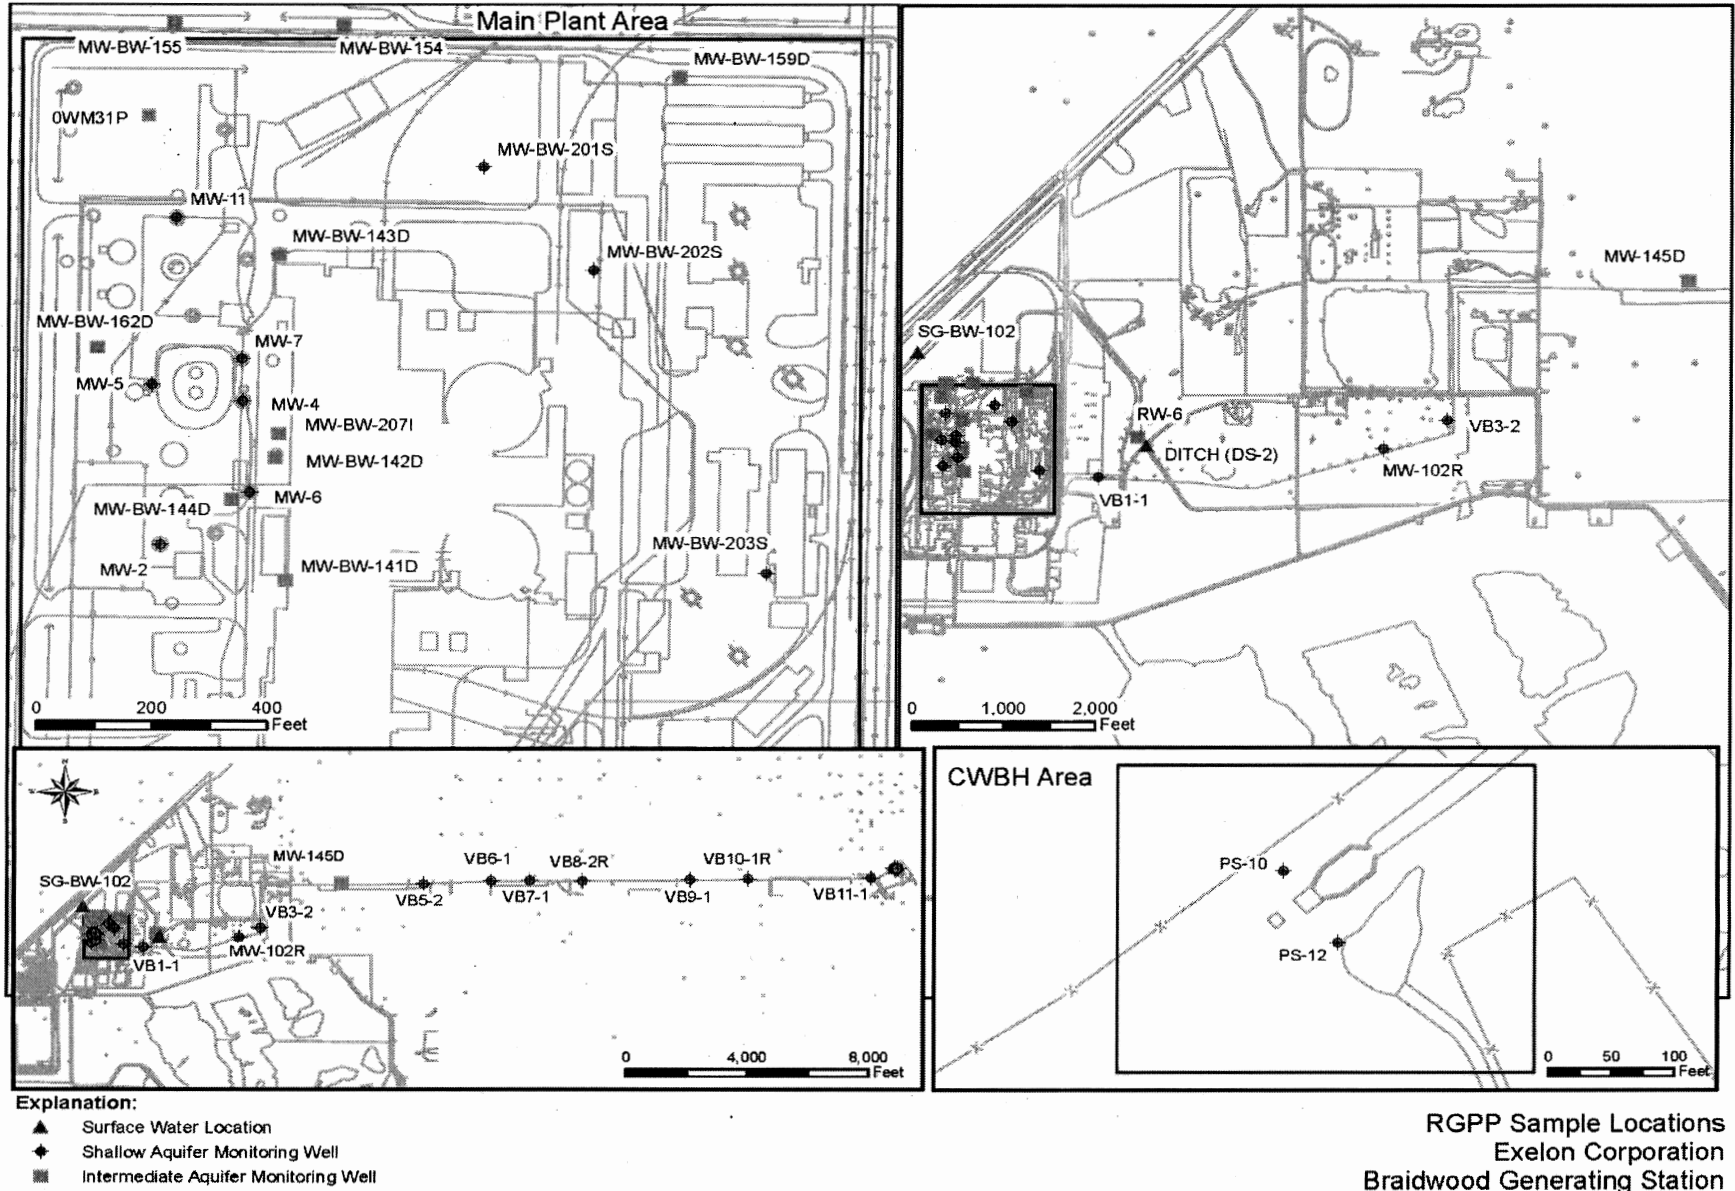 Main Plant Area
MW-BW-155
MW-BW-154
MW-BW-159D
0WM31P
MW-BW-201S
MW-11
MW-BW-143D
MW-BW-202S
MW-BW-162D
MW-7
MW-5
MW-4
MW-BW-207I
MW-BW-142D
MW-6
MW-BW-144D
MW-BW-203S
MW-2
MW-BW-141D
0 200 400
Feet
MW-145D
SG-BW-102
RW-6
VB3-2
DITCH (DS-2)
MW-102R
VB1-1
0 1,000 2,000
Feet
N
MW-145D
VB6-1
VB8-2R
VB10-1R
SG-BW-102
VB5-2
VB7-1
VB9-1
VB11-1
VB3-2
MW-102R
VB1-1
0 4,000 8,000
Feet
CWBH Area
PS-10
PS-12
0 50 100
Feet
Explanation:
Surface Water Location
Shallow Aquifer Monitoring Well
Intermediate Aquifer Monitoring Well
RGPP Sample Locations
Exelon Corporation
Braidwood Generating Station